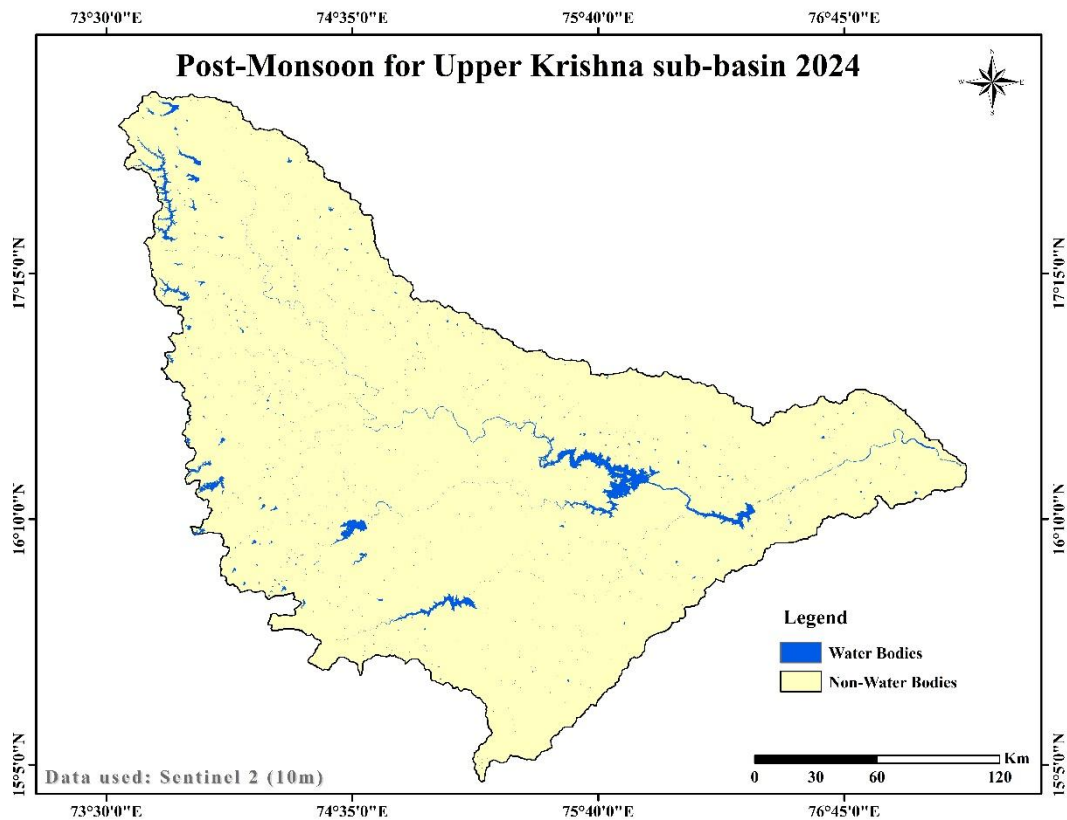 73°30'0"E 74°35'0"E 75°40'0"E 76°45'0"E
Post-Monsoon for Upper Krishna sub-basin 2024
N
W E
S
17°15'0"N 17°15'0"N
16°10'0"N 16°10'0"N
Legend
Water Bodies
Non-Water Bodies
Km
0 30 60 120
Data used: Sentinel 2 (10m)
15°5'0"N 15°5'0"N
73°30'0"E 74°35'0"E 75°40'0"E 76°45'0"E